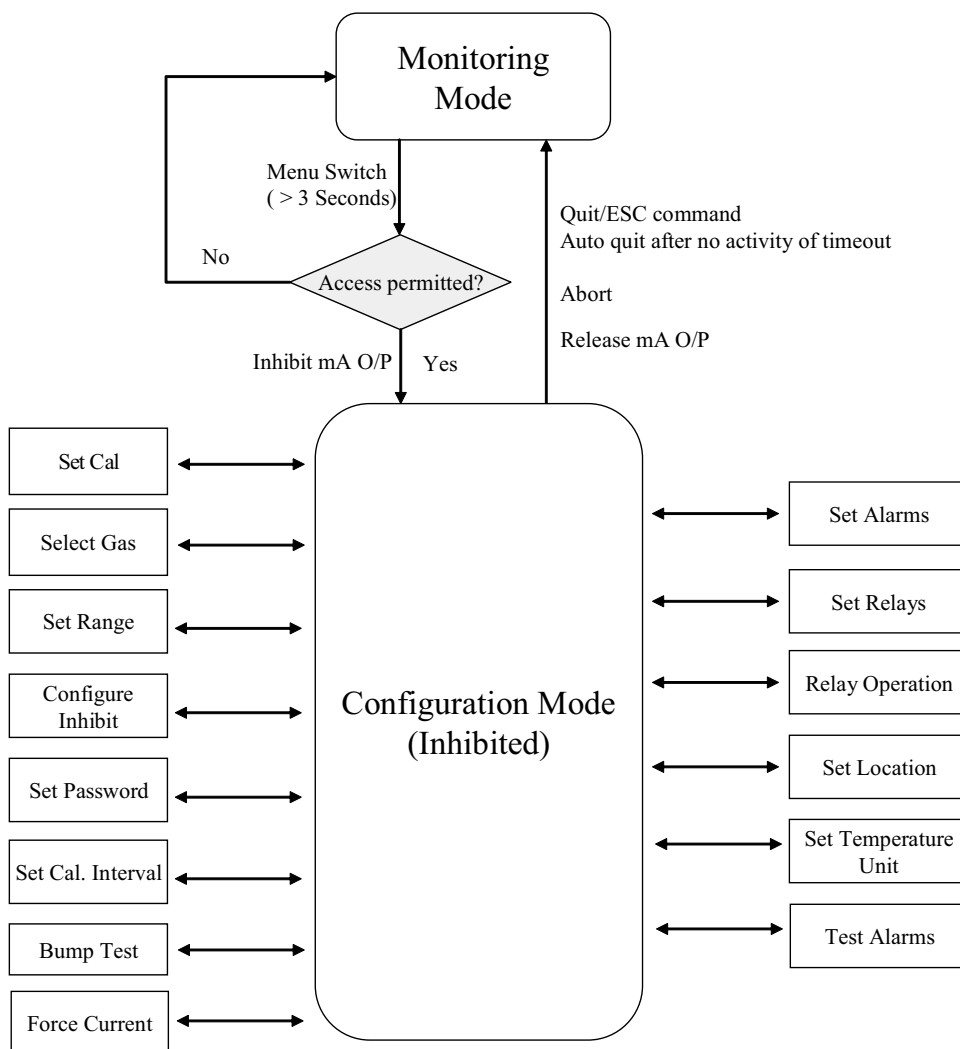 Monitoring
Mode
Menu Switch
( > 3 Seconds)
No
Access permitted?
Inhibit mA O/P
Yes
Quit/ESC command
Auto quit after no activity of timeout
Abort
Release mA O/P
Configuration Mode
(Inhibited)
Set Cal
Select Gas
Set Range
Configure
Inhibit
Set Password
Set Cal. Interval
Bump Test
Force Current
Set Alarms
Set Relays
Relay Operation
Set Location
Set Temperature
Unit
Test Alarms